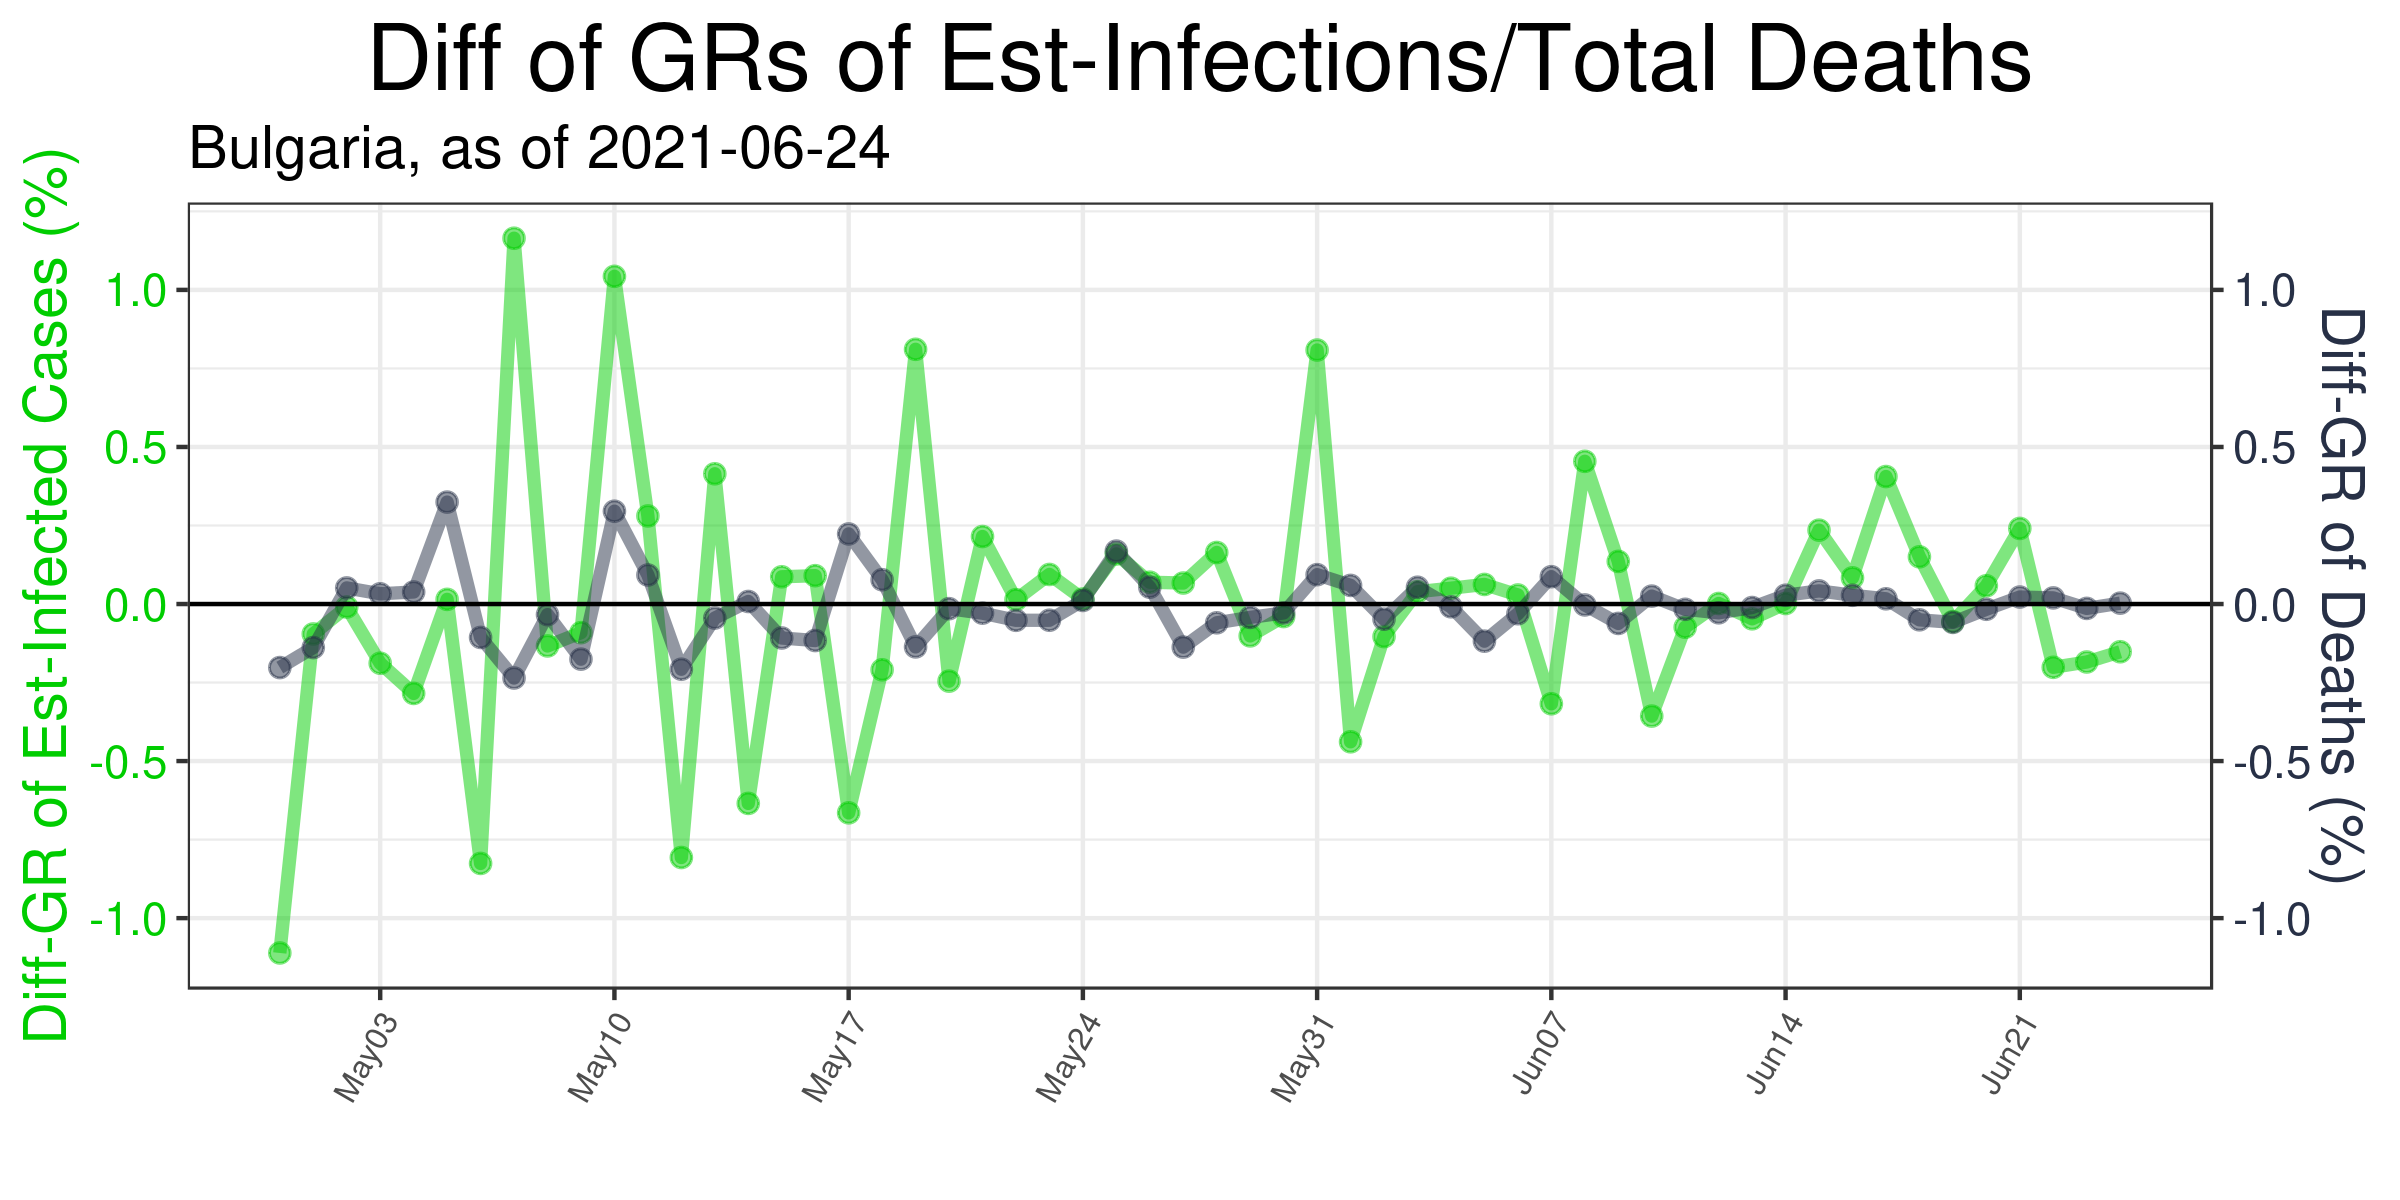 Diff of GRs of Est-Infections/Total Deaths
Bulgaria, as of 2021-06-24
Diff-GR of Est-Infected Cases (%)
1.0
0.5
0.0
-0.5
-1.0
1.0
0.5
0.0
-0.5
-1.0
Diff-GR of Deaths (%)
May03
May10
May17
May24
May31
Jun07
Jun14
Jun21